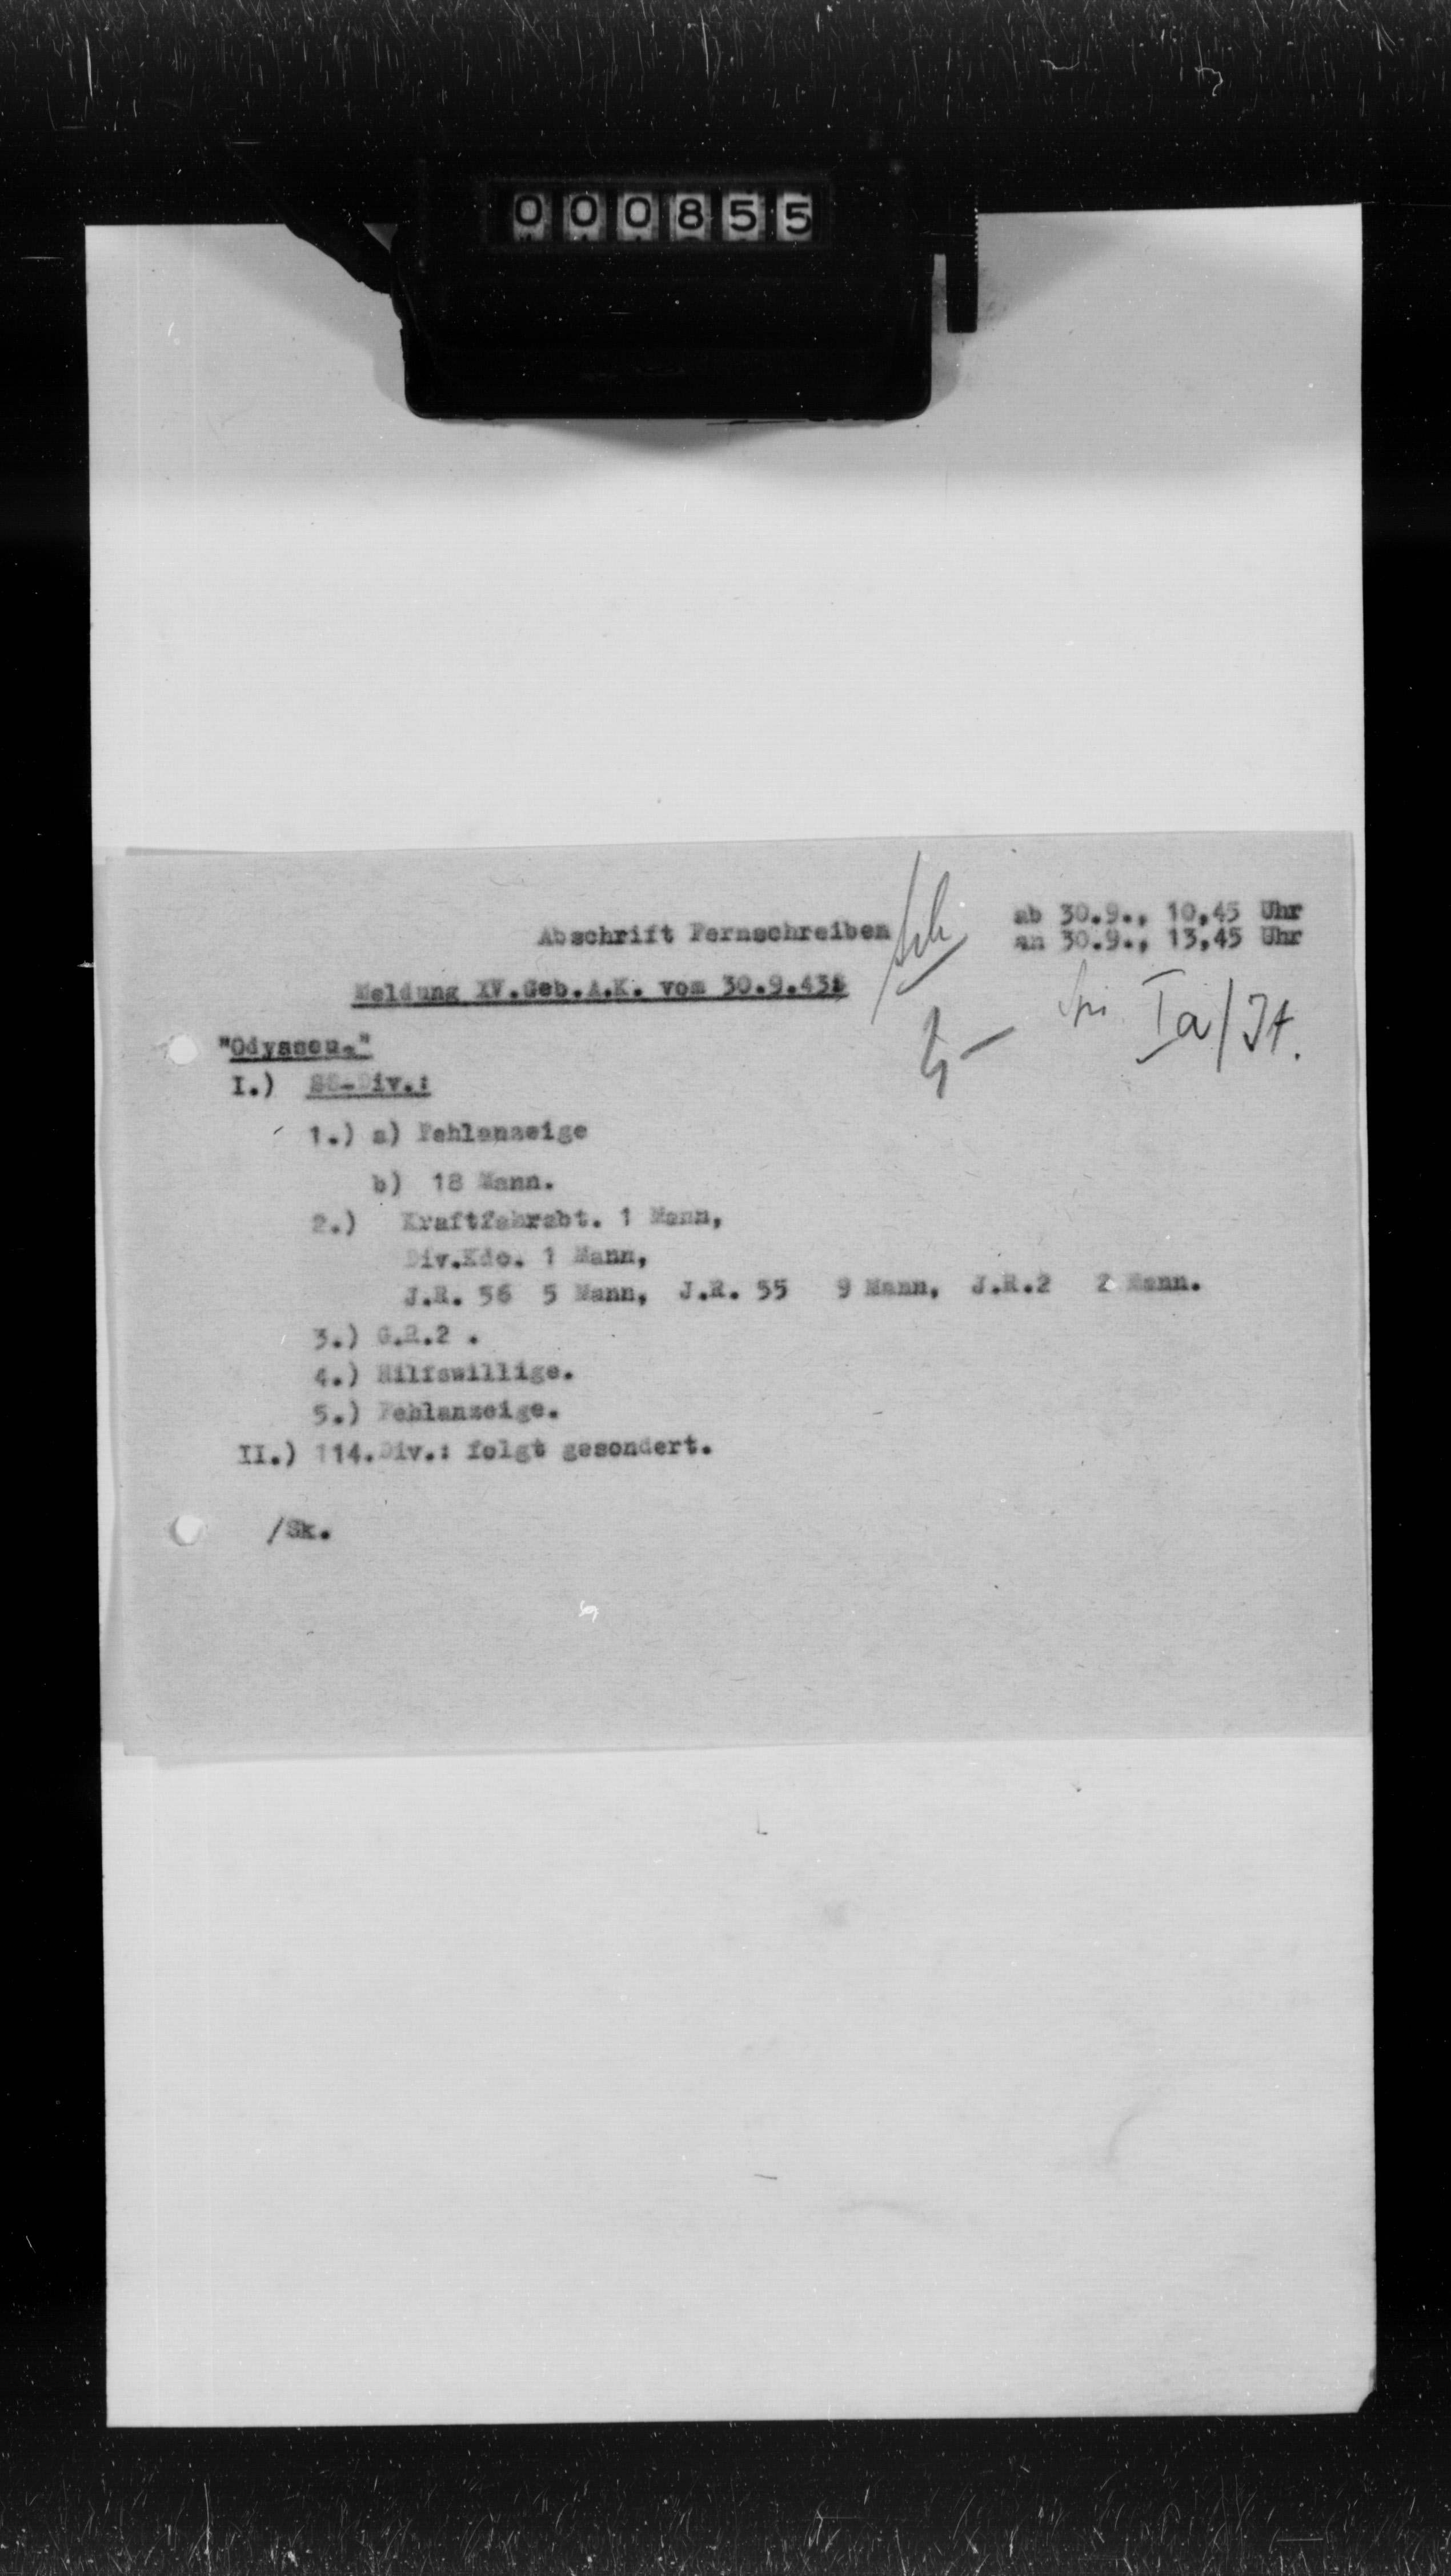 000855
Abschrift Fernschreiben
ab 30.9., 10,45 Uhr
an 30.9., 13,45 Uhr
Meldung XV.Geb.A.K. vom 30.9.43:
Ia/It.
"Odysseus"
I.) SS-Div.:
1.) a) Fehlanzeige
b) 18 Mann.
2.) Kraftfahrabt. 1 Mann,
Div.Kdo. 1 Mann,
J.R. 56 5 Mann, J.R. 55 9 Mann, J.R.2 2 Mann.
3.) G.R.2 .
4.) Hilfswillige.
5.) Fehlanzeige.
II.) 114.Div.: folgt gesondert.
/Sk.